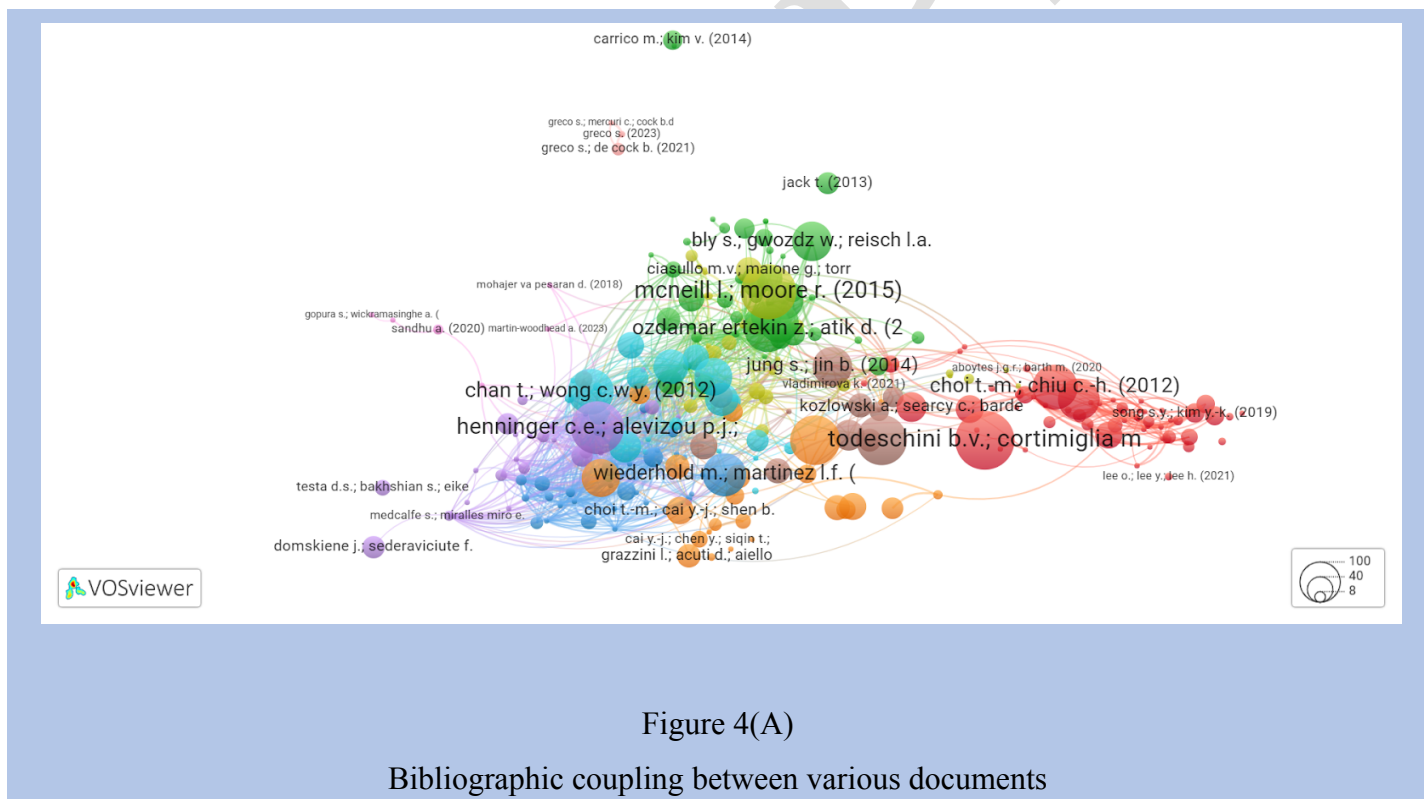 carrico m.; kim v. (2014)
greco s.; mercuri c.; cock b.d
greco s. (2023)
greco s.; de cock b. (2021)
jack t. (2013)
bly s.; gwozdz w.; reisch l.a.
ciasullo m.v.; maione g.; torr
mohajer va pesaran d. (2018)
mcneill l.; moore r. (2015)
gopura s.; wickramasinghe a. (
sandhu a. (2020)
martin-woodhead a. (2023)
ozdamar ertekin z.; atik d. (2
jung s.; jin b. (2014)
aboytes j.g.r.; barth m. (2020
vladimirova k. (2021)
choi t.-m.; chiu c.-h. (2012)
chan t.; wong c.w.y. (2012)
kozlowski a.; searcy c.; barde
song s.y.; kim y.-k. (2019)
henninger c.e.; alevizou p.j.;
todeschini b.v.; cortimiglia m
wiederhold m.; martinez l.f. (
lee o.; lee y.; lee h. (2021)
testa d.s.; bakhshian s.; eike
medcalfe s.; miralles miro e.
choi t.-m.; cai y.-j.; shen b.
cai y.-j.; chen y.; siqin t.;
domskiene j.; sederaviciute f.
grazzini l.; acuti d.; aiello
VOSviewer
100
40
8
Figure 4(A)
Bibliographic coupling between various documents